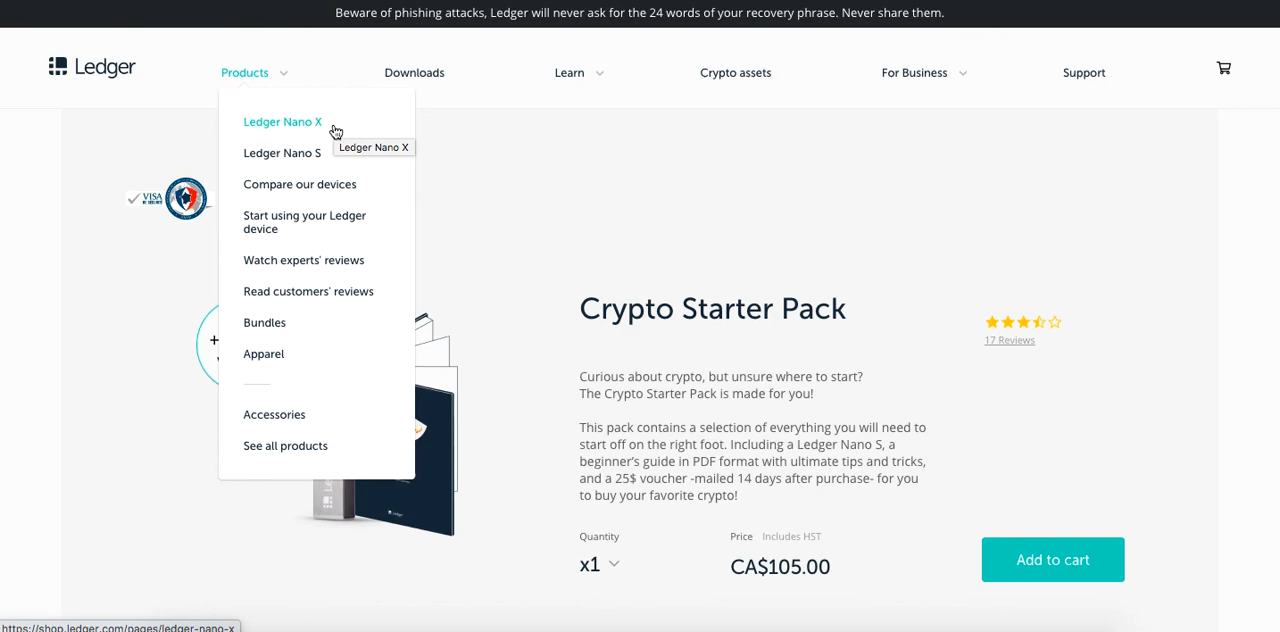 Beware of phishing attacks, Ledger will never ask for the 24 words of your recovery phrase. Never share them.
Ledger
Products
Downloads
Learn
Crypto assets
For Business
Support
Ledger Nano X
Ledger Nano X
Ledger Nano S
Compare our devices
Start using your Ledger
device
Watch experts' reviews
Read customers' reviews
Bundles
Apparel
Accessories
See all products
VISA
Crypto Starter Pack
17 Reviews
Curious about crypto, but unsure where to start?
The Crypto Starter Pack is made for you!
This pack contains a selection of everything you will need to
start off on the right foot. Including a Ledger Nano S, a
beginner's guide in PDF format with ultimate tips and tricks,
and a 25$ voucher -mailed 14 days after purchase- for you
to buy your favorite crypto!
Quantity
x1
Price Includes HST
CA$105.00
Add to cart
https://shop.ledger.com/pages/ledger-nano-x